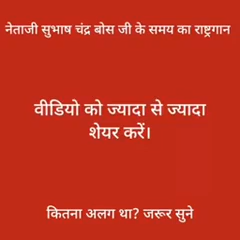 नेताजी सुभाष चंद्र बोस जी के समय का राष्ट्रगान
वीडियो को ज्यादा से ज्यादा
शेयर करें।
कितना अलग था? जरूर सुने